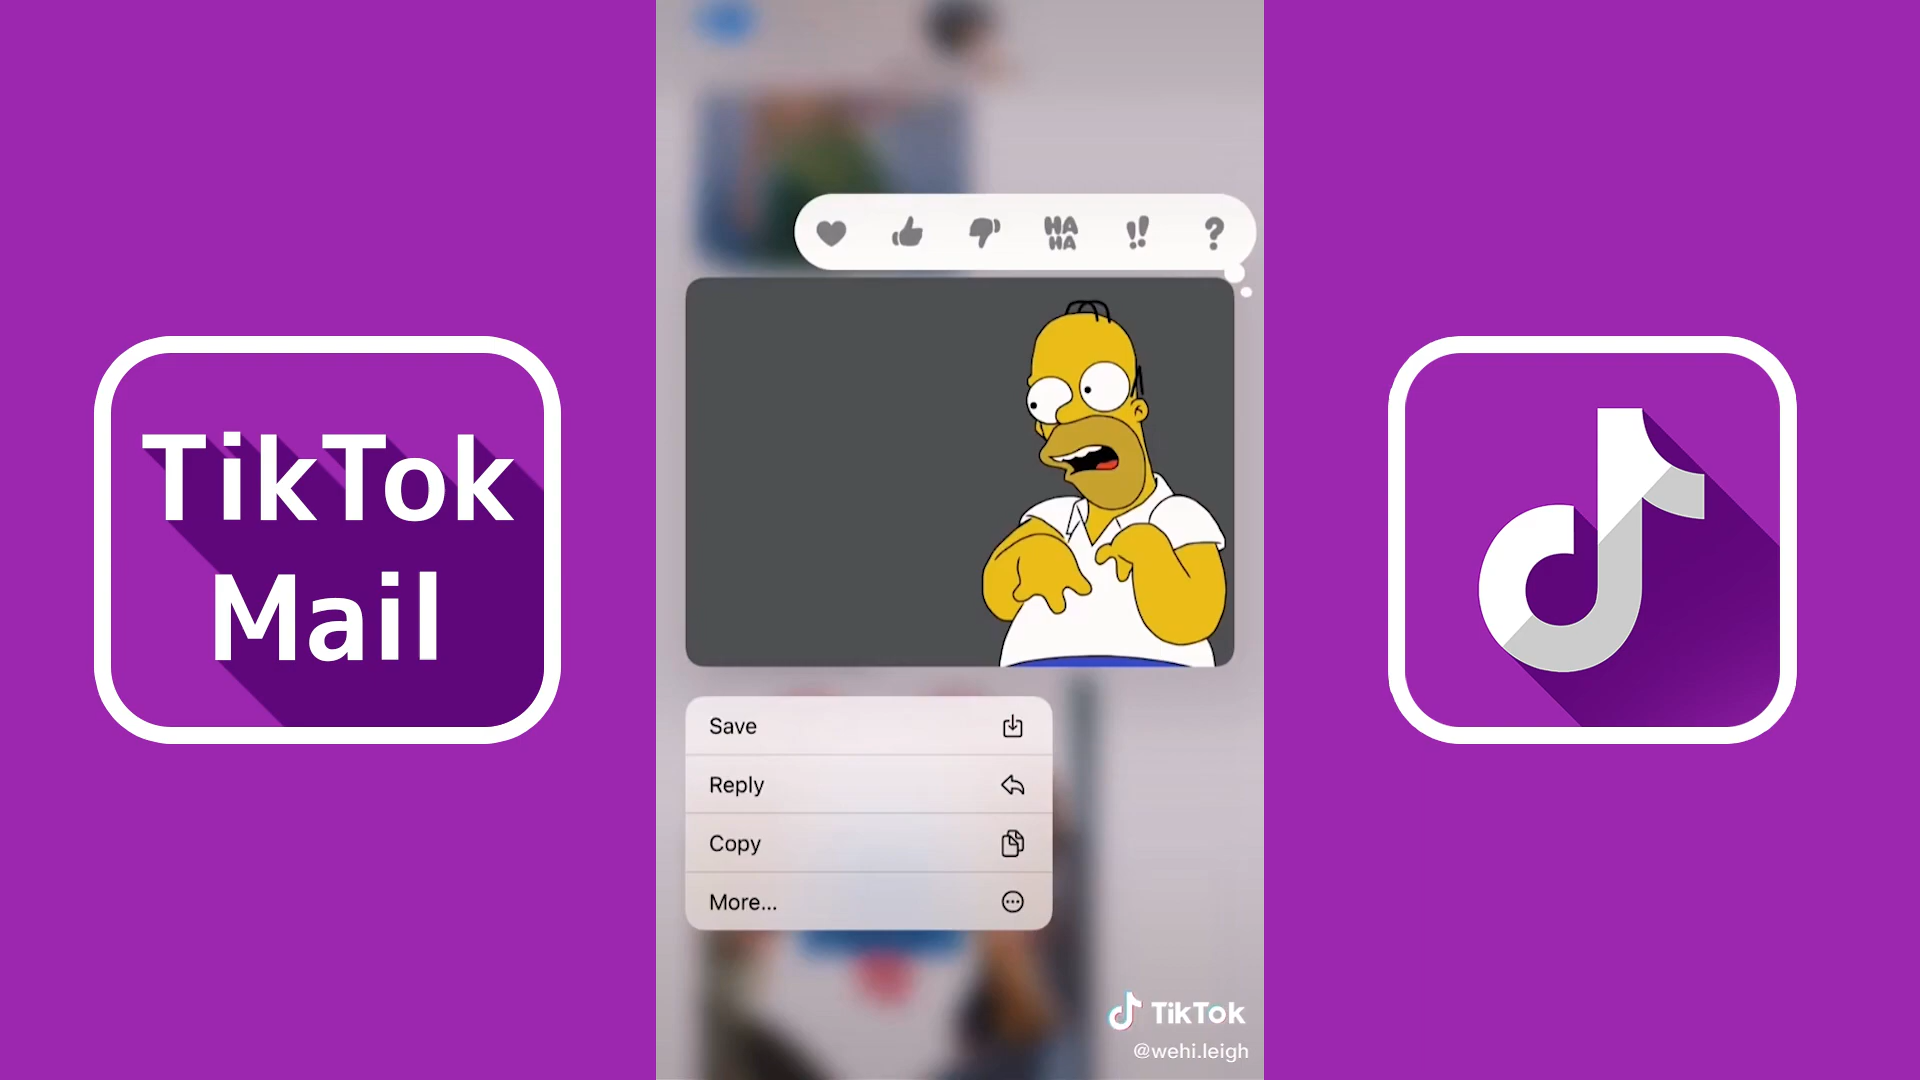 TikTok
Mail
HA
HA
!!
?
Save
Reply
Copy
More...
TikTok
@wehi.leigh